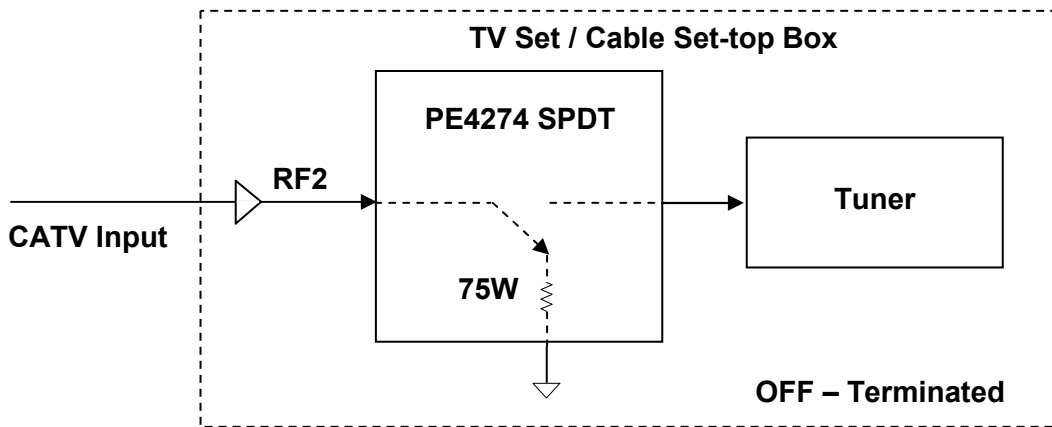 TV Set / Cable Set-top Box
PE4274 SPDT
RF2
Tuner
CATV Input
75W
OFF – Terminated